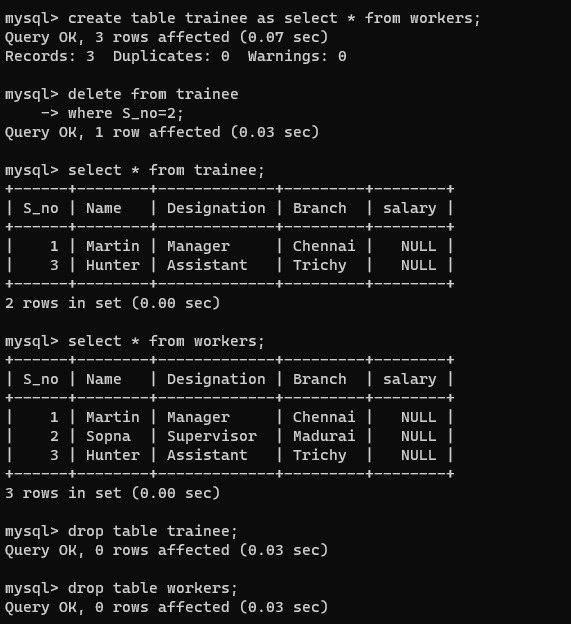 mysql> create table trainee as select * from workers;
Query OK, 3 rows affected (0.07 sec)
Records: 3  Duplicates: 0  Warnings: 0

mysql> delete from trainee
    -> where S_no=2;
Query OK, 1 row affected (0.03 sec)

mysql> select * from trainee;
+------+--------+-------------+---------+--------+
| S_no | Name   | Designation | Branch  | salary |
+------+--------+-------------+---------+--------+
|    1 | Martin | Manager     | Chennai |   NULL |
|    3 | Hunter | Assistant   | Trichy  |   NULL |
+------+--------+-------------+---------+--------+
2 rows in set (0.00 sec)

mysql> select * from workers;
+------+--------+-------------+---------+--------+
| S_no | Name   | Designation | Branch  | salary |
+------+--------+-------------+---------+--------+
|    1 | Martin | Manager     | Chennai |   NULL |
|    2 | Sopna  | Supervisor  | Madurai |   NULL |
|    3 | Hunter | Assistant   | Trichy  |   NULL |
+------+--------+-------------+---------+--------+
3 rows in set (0.00 sec)

mysql> drop table trainee;
Query OK, 0 rows affected (0.03 sec)

mysql> drop table workers;
Query OK, 0 rows affected (0.03 sec)